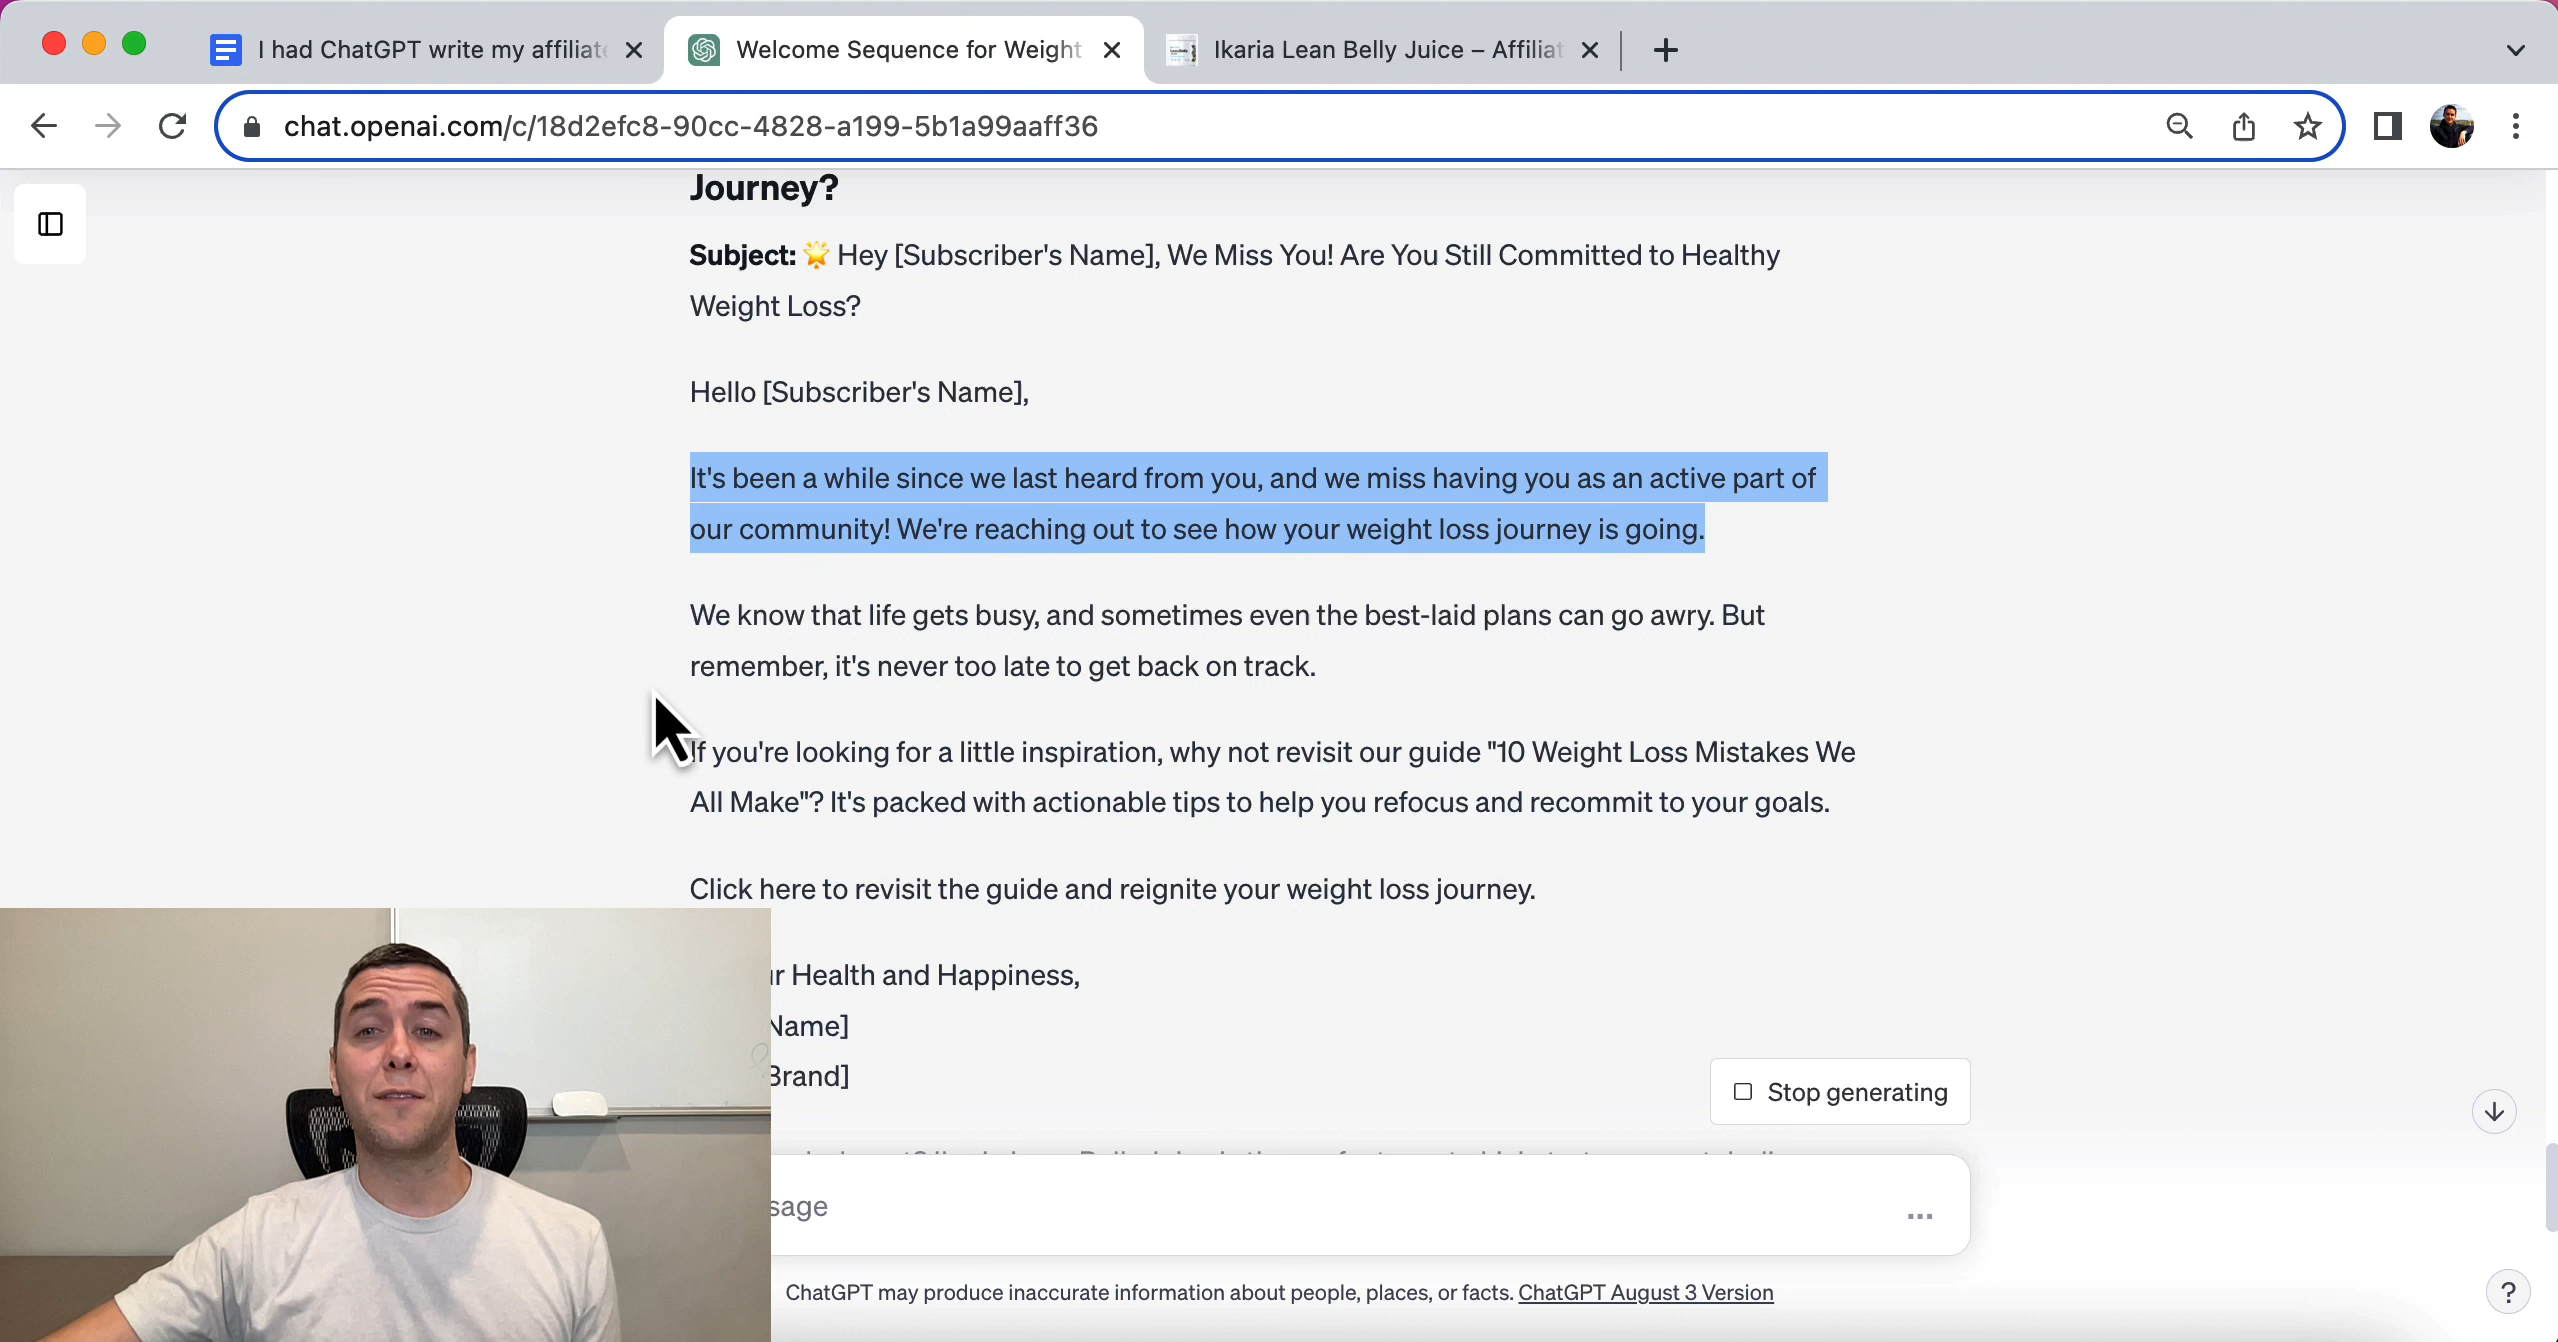 I had ChatGPT write my affiliate
Welcome Sequence for Weight
Ikaria Lean Belly Juice – Affiliat
chat.openai.com/c/18d2efc8-90cc-4828-a199-5b1a99aaff36
Journey?
Subject: 🌟 Hey [Subscriber's Name], We Miss You! Are You Still Committed to Healthy
Weight Loss?
Hello [Subscriber's Name],
It's been a while since we last heard from you, and we miss having you as an active part of
our community! We're reaching out to see how your weight loss journey is going.
We know that life gets busy, and sometimes even the best-laid plans can go awry. But
remember, it's never too late to get back on track.
If you're looking for a little inspiration, why not revisit our guide "10 Weight Loss Mistakes We
All Make"? It's packed with actionable tips to help you refocus and recommit to your goals.
Click here to revisit the guide and reignite your weight loss journey.
r Health and Happiness,
Name]
Brand]
Stop generating
sage
ChatGPT may produce inaccurate information about people, places, or facts. ChatGPT August 3 Version
?